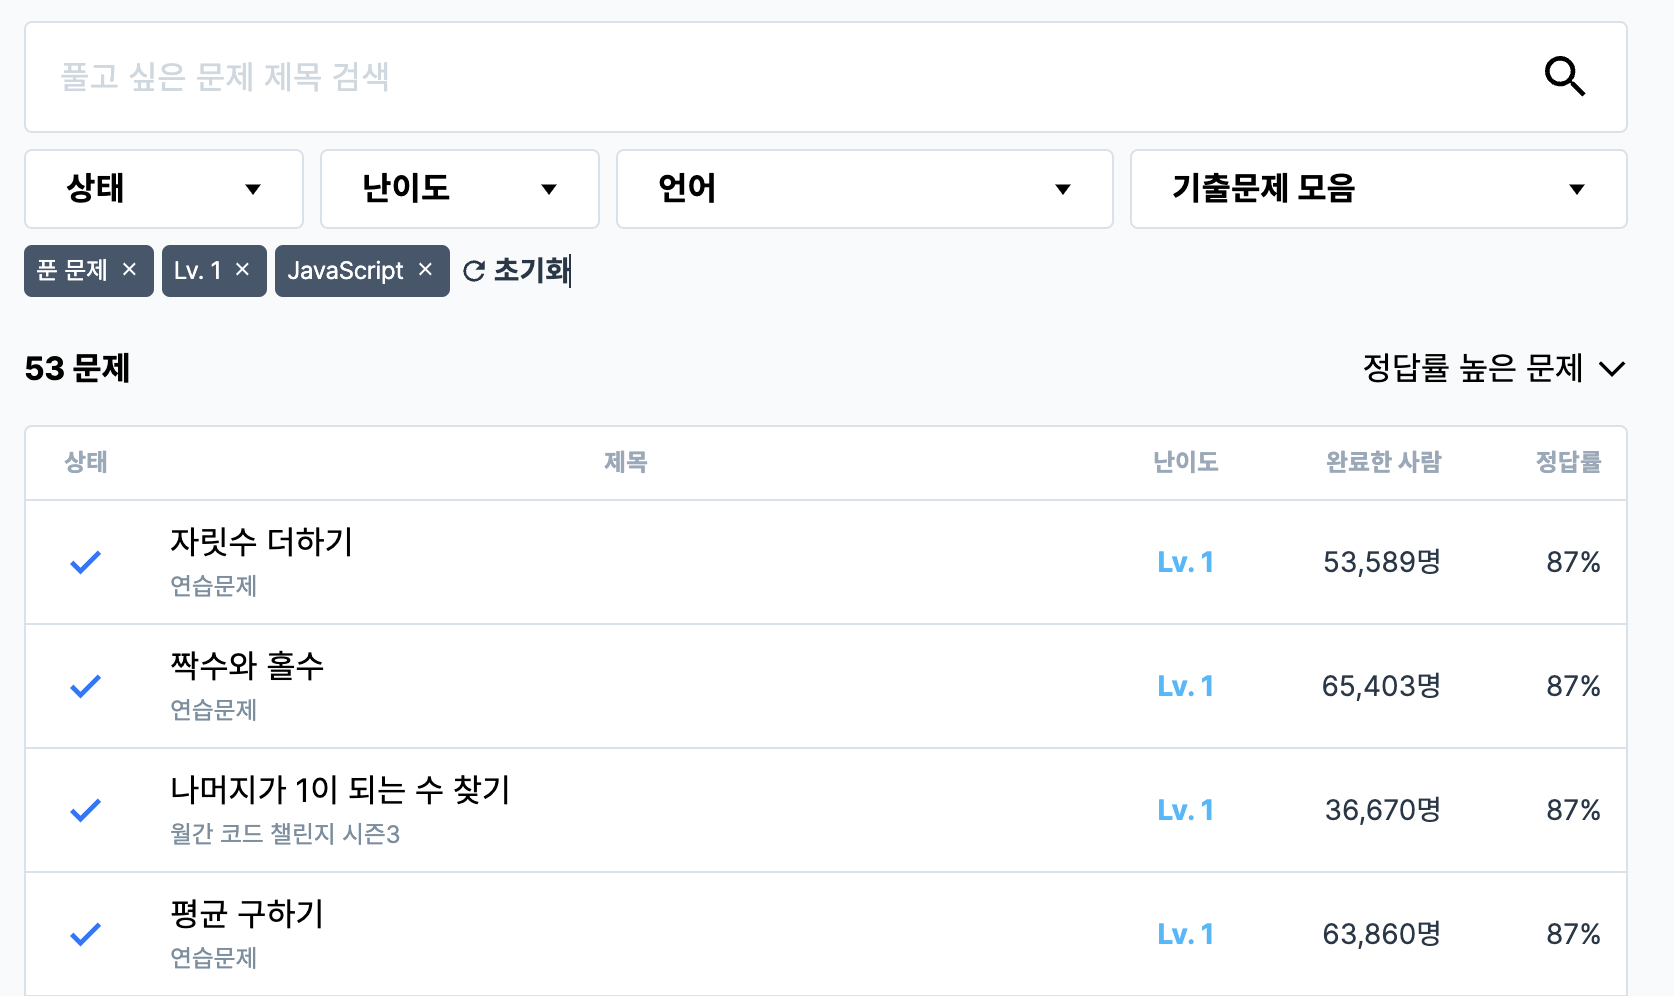 풀고 싶은 문제 제목 검색
상태 난이도 언어 기출문제 모음
푼 문제 × Lv. 1 × JavaScript × 초기화
53 문제 정답률 높은 문제
상태 제목 난이도 완료한 사람 정답률
자릿수 더하기
연습문제
Lv. 1 53,589명 87%
짝수와 홀수
연습문제
Lv. 1 65,403명 87%
나머지가 1이 되는 수 찾기
월간 코드 챌린지 시즌3
Lv. 1 36,670명 87%
평균 구하기
연습문제
Lv. 1 63,860명 87%